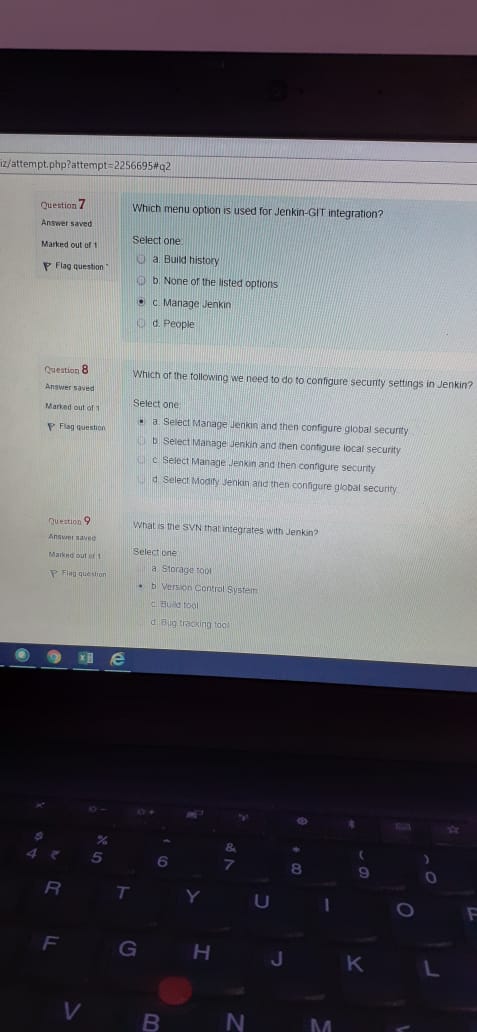 iz/attempt.php?attempt=2256695#q2
Question 7
Answer saved
Marked out of 1
Flag question
Which menu option is used for Jenkin-GIT integration?
Select one:
a. Build history
b. None of the listed options
c. Manage Jenkin
d. People
Question 8
Answer saved
Marked out of 1
Flag question
Which of the following we need to do to configure security settings in Jenkin?
Select one:
a. Select Manage Jenkin and then configure global security
b. Select Manage Jenkin and then configure local security
c. Select Manage Jenkin and then configure security
d. Select Modify Jenkin and then configure global security
Question 9
Answer saved
Marked out of 1
Flag question
What is the SVN that integrates with Jenkin?
Select one:
a. Storage tool
b. Version Control System
c. Build tool
d. Bug tracking tool
$ % & * ( )
4 ₹ 5 6 7 8 9 0
R T Y U I O P
F G H J K L
V B N M